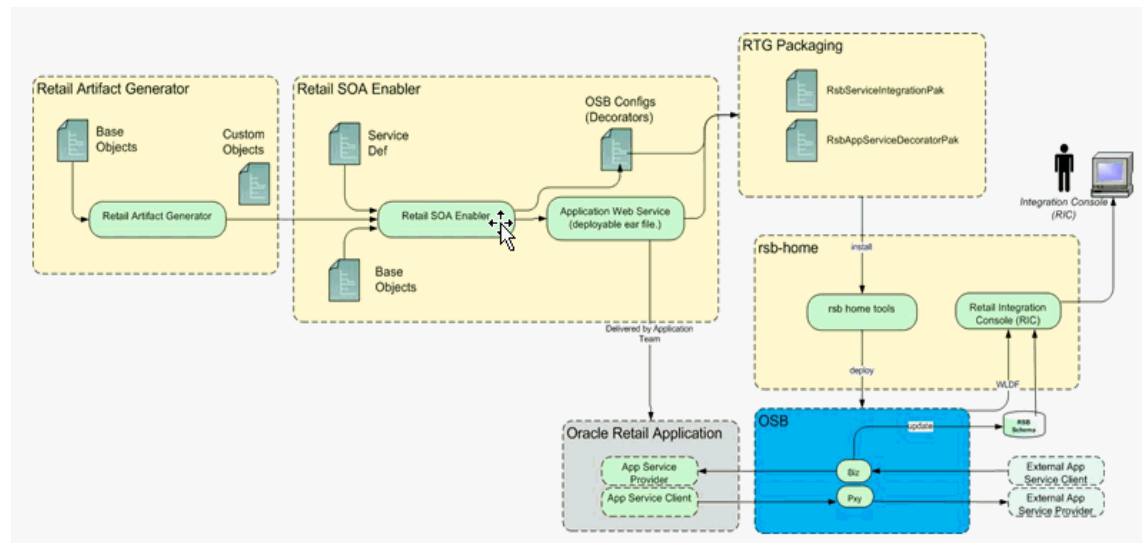 RTG Packaging
RsbServiceIntegrationPak
RsbAppServiceDecoratorPak
Retail Artifact Generator
Base
Objects
Custom
Objects
Retail Artifact Generator
Retail SOA Enabler
Service
Def
OSB Configs
(Decorators)
Retail SOA Enabler
Application Web Service
(deployable ear file.)
Base
Objects
Delivered by Application
Team
Integration Console
(RIC)
install
rsb-home
rsb home tools
Retail Integration
Console (RIC)
deploy
WLDF
Oracle Retail Application
App Service
Provider
App Service Client
OSB
update
Biz
Pxy
RSB
Schema
External App
Service Client
External App
Service Provider